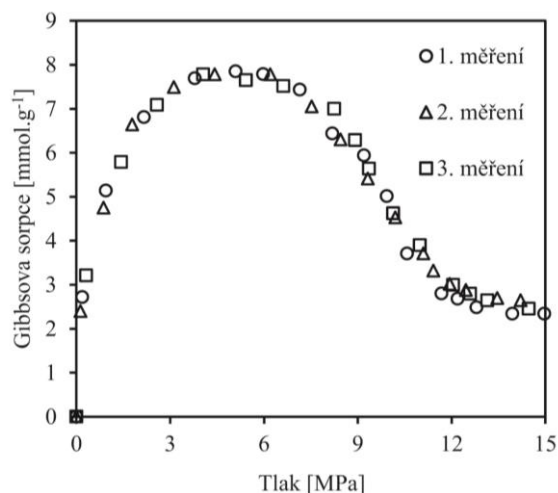 9
8
7
6
5
4
3
2
1
0
Gibbsova sorpce [mmol.g⁻¹]
1. měření
2. měření
3. měření
0 3 6 9 12 15
Tlak [MPa]